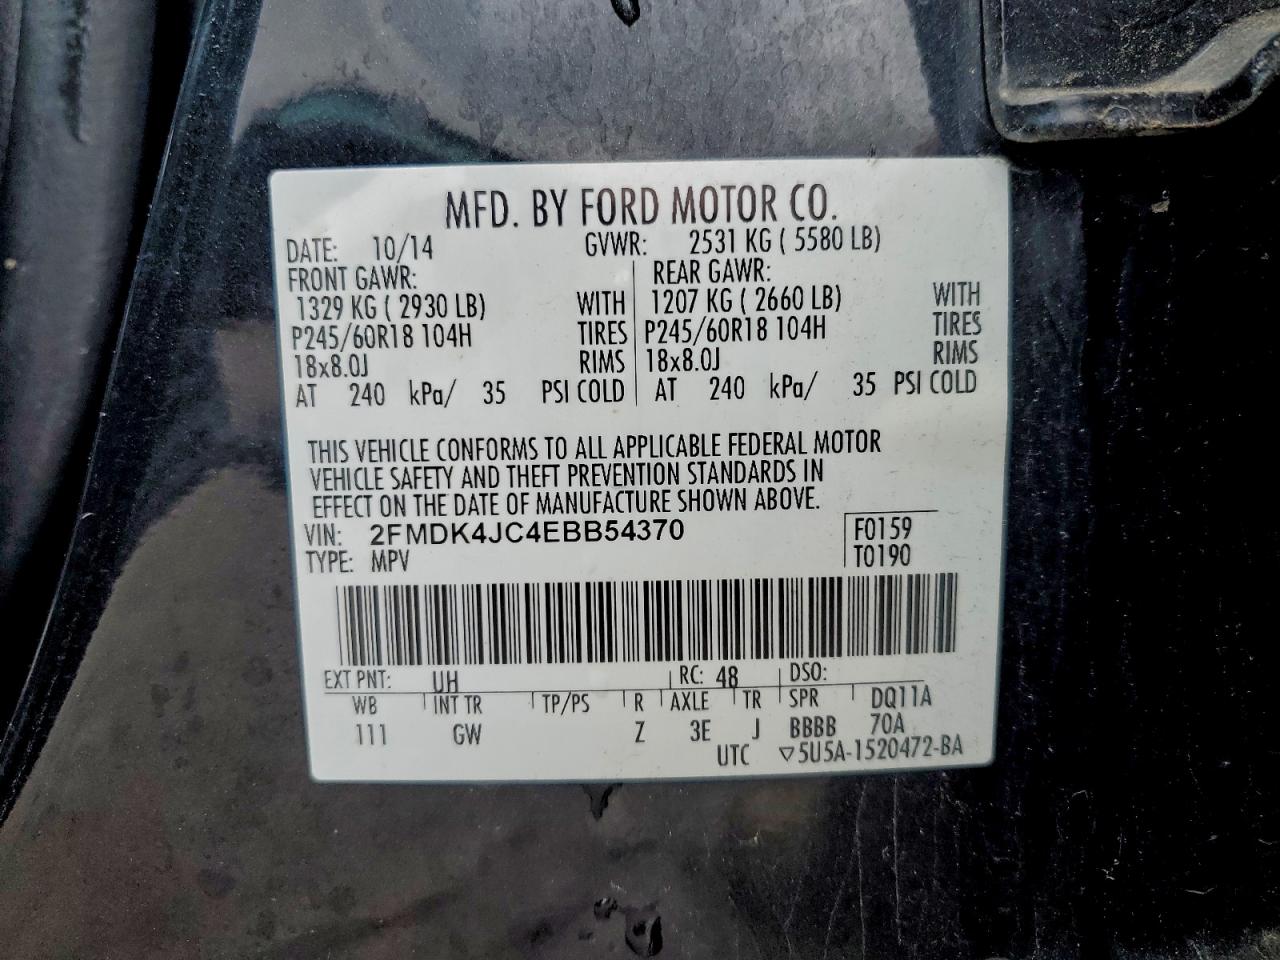 MFD. BY FORD MOTOR CO.
DATE: 10/14 GVWR: 2531 KG ( 5580 LB)
FRONT GAWR: REAR GAWR:
1329 KG ( 2930 LB) WITH 1207 KG ( 2660 LB) WITH
P245/60R18 104H TIRES P245/60R18 104H TIRES
18x8.0J RIMS 18x8.0J RIMS
AT 240 kPa/ 35 PSI COLD AT 240 kPa/ 35 PSI COLD
THIS VEHICLE CONFORMS TO ALL APPLICABLE FEDERAL MOTOR
VEHICLE SAFETY AND THEFT PREVENTION STANDARDS IN
EFFECT ON THE DATE OF MANUFACTURE SHOWN ABOVE.
VIN: 2FMDK4JC4EBB54370 F0159
TYPE: MPV T0190
EXT PNT: UH RC: 48 DSO:
WB INT TR TP/PS R AXLE TR SPR DQ11A
111 GW Z 3E J BBBB 70A
UTC ▽5U5A-1520472-BA